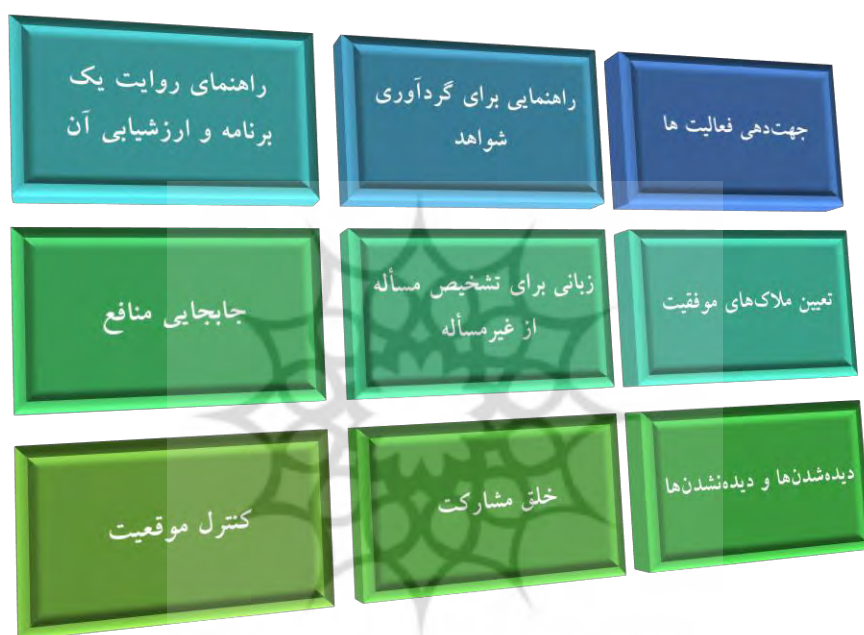 جهت‌دهی فعالیت ها
راهنمایی برای گردآوری
شواهد
راهنمای روایت یک
برنامه و ارزشیابی آن
تعیین ملاک‌های موفقیت
زبانی برای تشخیص مسأله
از غیرمسأله
جابجایی منافع
دیده‌شدن‌ها و دیده‌نشدن‌ها
خلق مشارکت
کنترل موقعیت